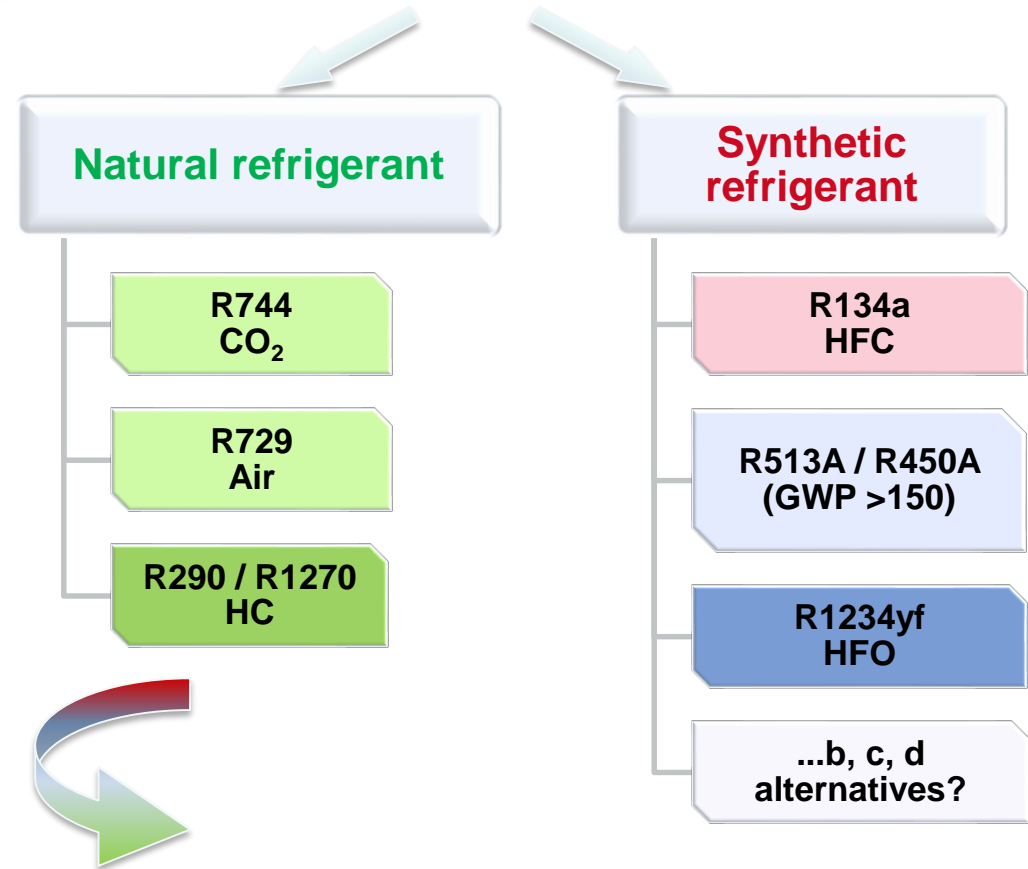 Natural refrigerant
R744
CO₂
R729
Air
R290 / R1270
HC
Synthetic
refrigerant
R134a
HFC
R513A / R450A
(GWP >150)
R1234yf
HFO
...b, c, d
alternatives?